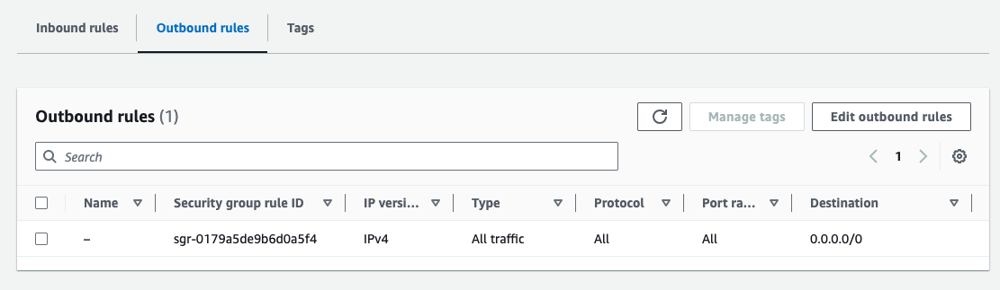 Inbound rules Outbound rules Tags
Outbound rules (1) Manage tags Edit outbound rules
Search 1
Name Security group rule ID IP versi... Type Protocol Port ra... Destination
– sgr-0179a5de9b6d0a5f4 IPv4 All traffic All All 0.0.0.0/0